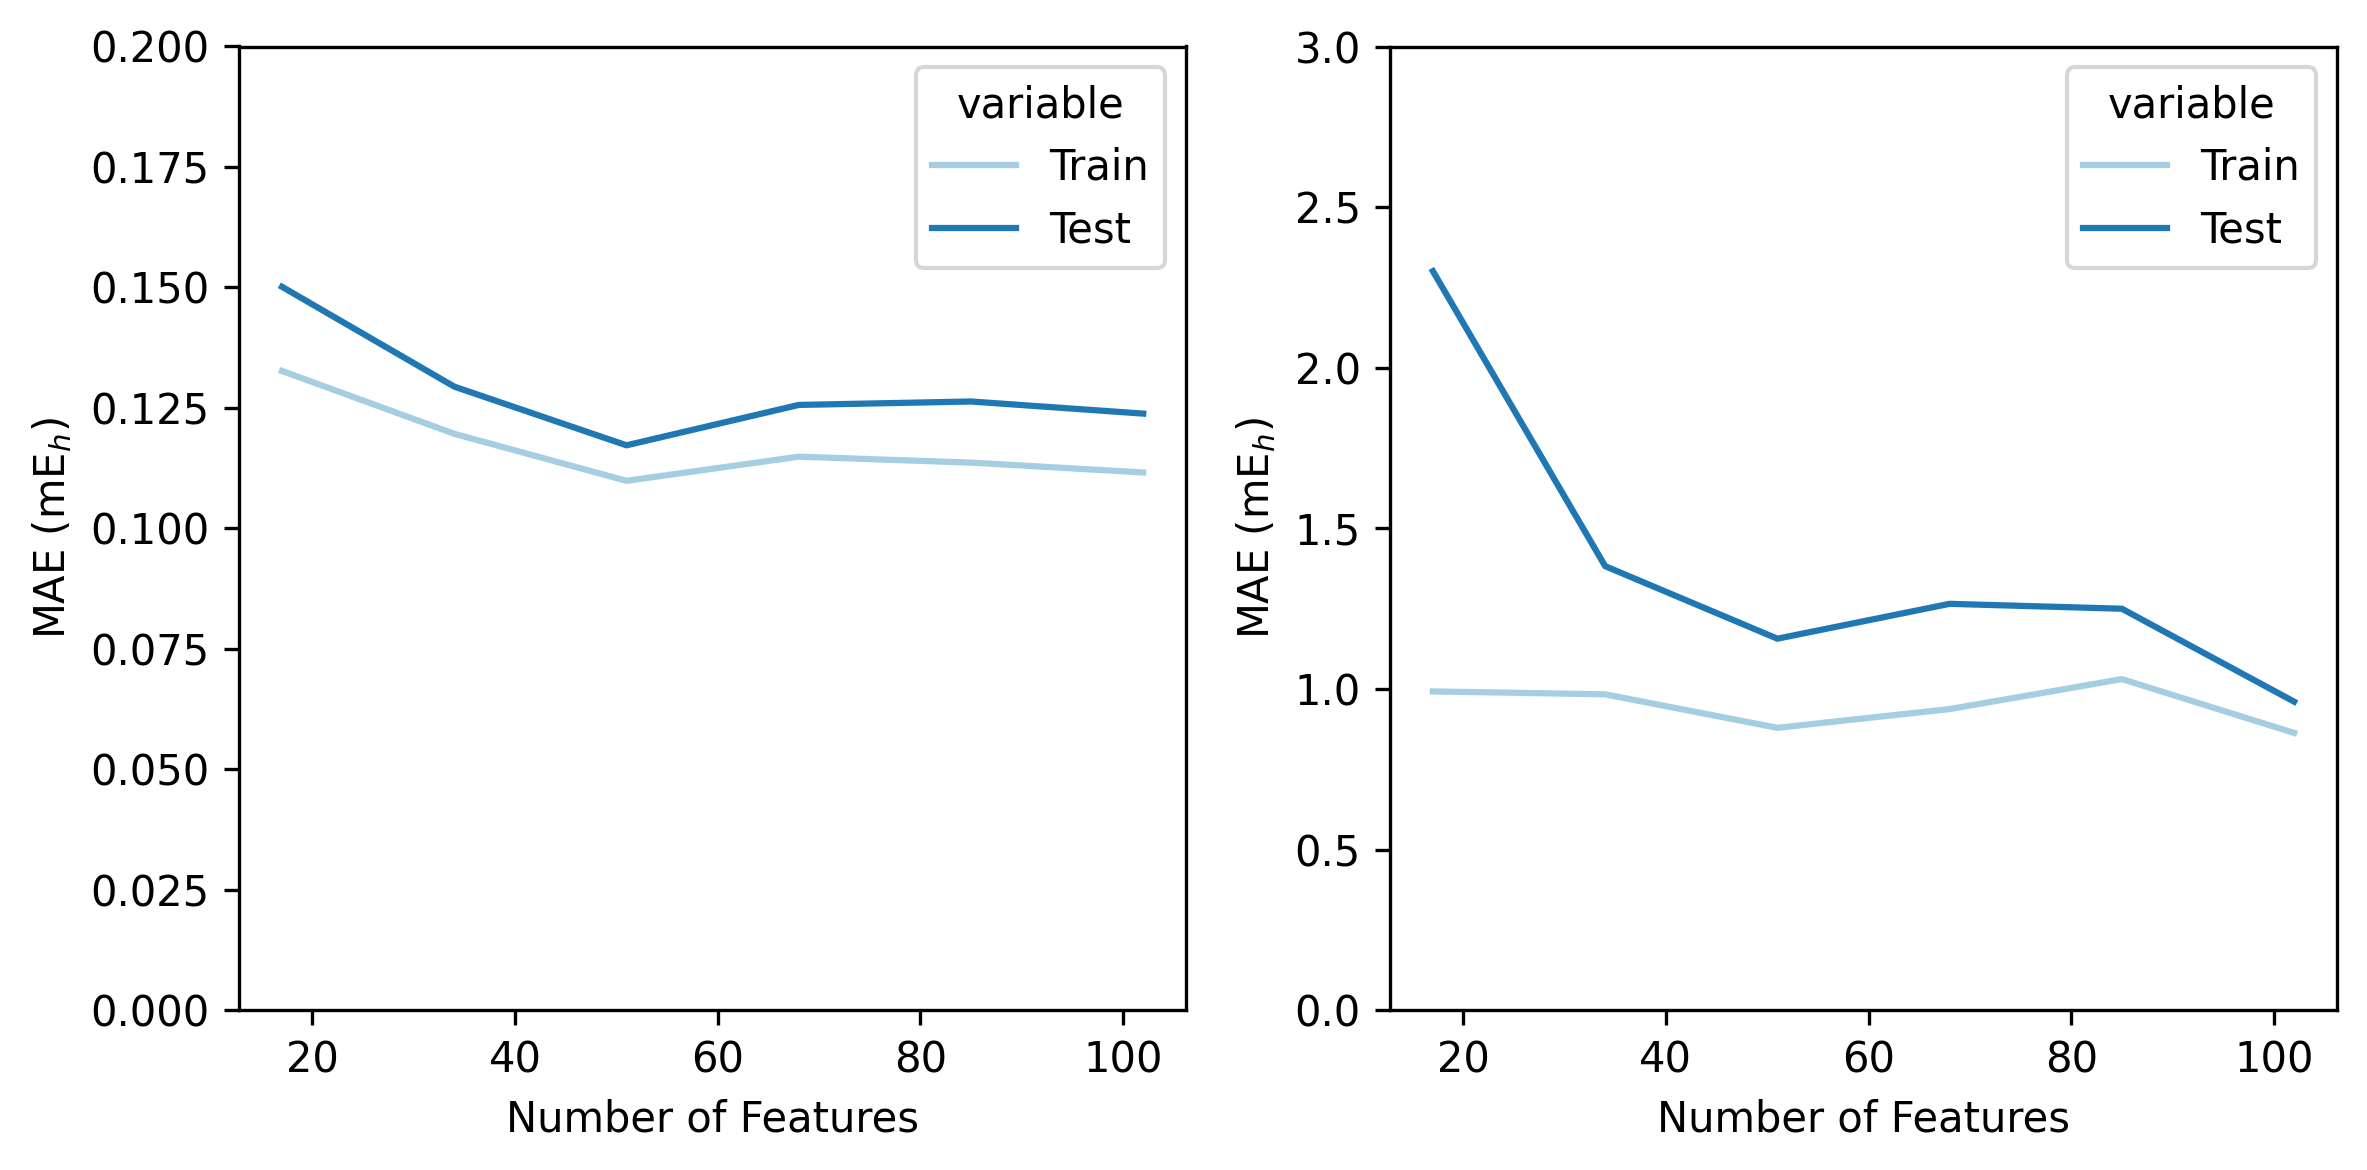 0.200
0.175
0.150
0.125
0.100
0.075
0.050
0.025
0.000
MAE (mE_h)
20 40 60 80 100
Number of Features
variable
Train
Test
3.0
2.5
2.0
1.5
1.0
0.5
0.0
MAE (mE_h)
20 40 60 80 100
Number of Features
variable
Train
Test